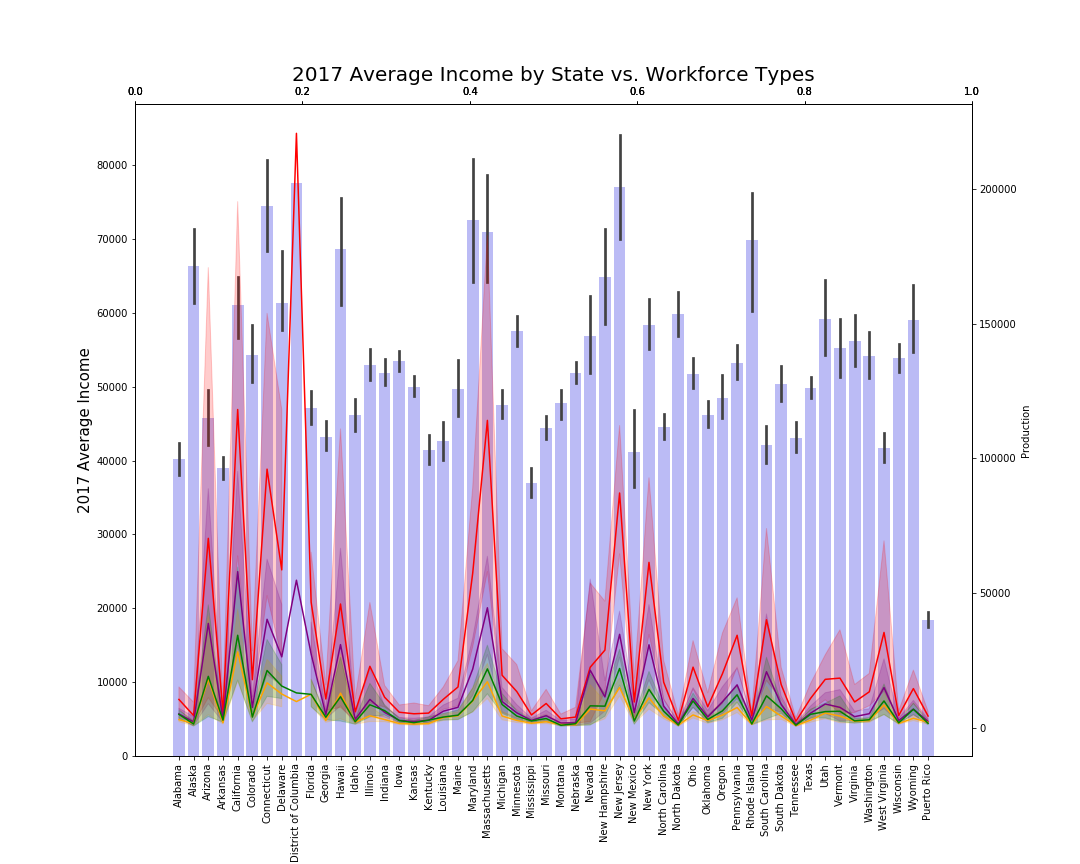 2017 Average Income by State vs. Workforce Types
0.0 0.2 0.4 0.6 0.8 1.0
80000
70000
60000
50000
40000
30000
20000
10000
0
2017 Average Income
200000
150000
100000
50000
0
Production
Alabama
Alaska
Arizona
Arkansas
California
Colorado
Connecticut
Delaware
District of Columbia
Florida
Georgia
Hawaii
Idaho
Illinois
Indiana
Iowa
Kansas
Kentucky
Louisiana
Maine
Maryland
Massachusetts
Michigan
Minnesota
Mississippi
Missouri
Montana
Nebraska
Nevada
New Hampshire
New Jersey
New Mexico
New York
North Carolina
North Dakota
Ohio
Oklahoma
Oregon
Pennsylvania
Rhode Island
South Carolina
South Dakota
Tennessee
Texas
Utah
Vermont
Virginia
Washington
West Virginia
Wisconsin
Wyoming
Puerto Rico